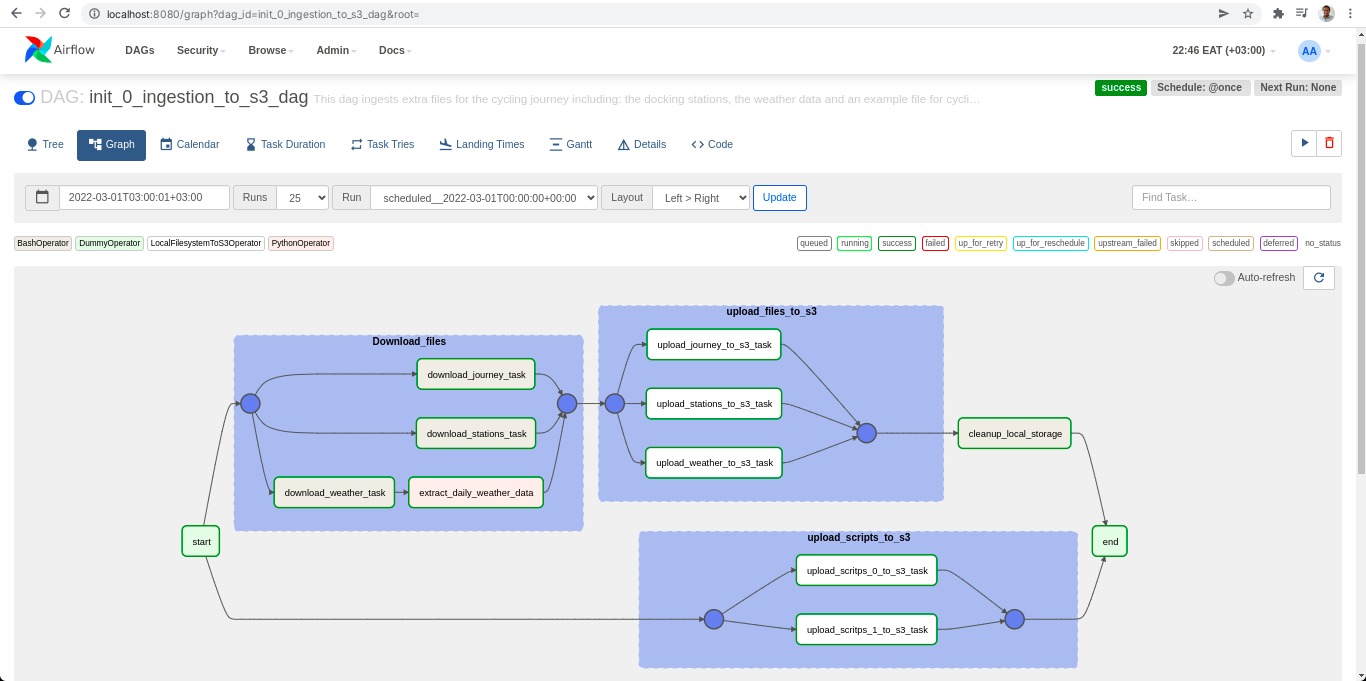 localhost:8080/graph?dag_id=init_0_ingestion_to_s3_dag&root=
Airflow DAGs Security Browse Admin Docs 22:46 EAT (+03:00) AA
success Schedule: @once Next Run: None
DAG: init_0_ingestion_to_s3_dag This dag ingests extra files for the cycling journey including: the docking stations, the weather data and an example file for cycli…
Tree Graph Calendar Task Duration Task Tries Landing Times Gantt Details Code
2022-03-01T03:00:01+03:00 Runs 25 Run scheduled__2022-03-01T00:00:00+00:00 Layout Left > Right Update Find Task…
BashOperator DummyOperator LocalFilesystemToS3Operator PythonOperator queued running success failed up_for_retry up_for_reschedule upstream_failed skipped scheduled deferred no_status
Auto-refresh
Download_files
download_journey_task
download_stations_task
download_weather_task extract_daily_weather_data
upload_files_to_s3
upload_journey_to_s3_task
upload_stations_to_s3_task
upload_weather_to_s3_task
cleanup_local_storage
start
end
upload_scripts_to_s3
upload_scritps_0_to_s3_task
upload_scritps_1_to_s3_task